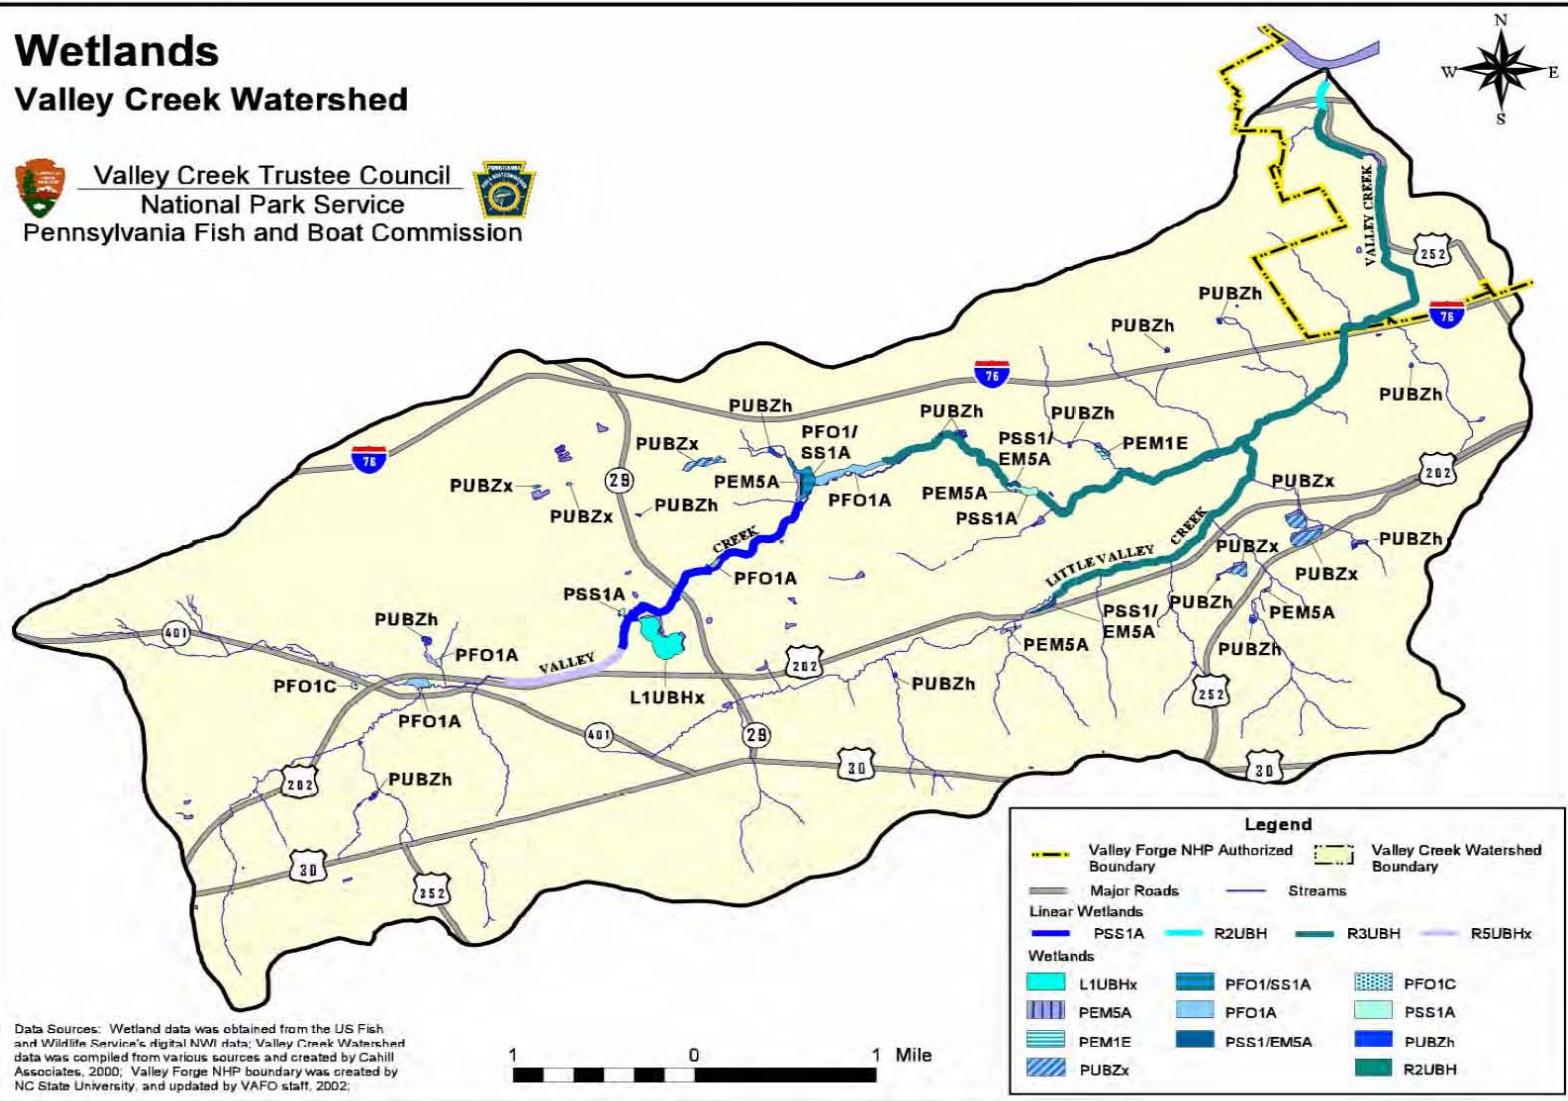 Wetlands
Valley Creek Watershed
Valley Creek Trustee Council
National Park Service
Pennsylvania Fish and Boat Commission
N
W E
S
VALLEY CREEK
252
76
PUBZh
PUBZh
76
PUBZh
PUBZh
PUBZh
PUBZh
PFO1/
SS1A
PSS1/
EM5A
PEM1E
PUBZx
76
29
PUBZx
PEM5A
PFO1A
PEM5A
PSS1A
202
PUBZx
PUBZx
PUBZh
CREEK
CREEK
PUBZh
PUBZx
PUBZx
PFO1A
LITTLE VALLEY
PSS1A
PSS1/
EM5A
PUBZh
PEM5A
PUBZh
401
PFO1A
VALLEY
202
PEM5A
PUBZh
PFO1C
L1UBHx
PUBZh
252
PFO1A
401
29
202
PUBZh
30
30
30
352
Legend
Valley Forge NHP Authorized
Boundary
Valley Creek Watershed
Boundary
Major Roads
Streams
Linear Wetlands
PSS1A R2UBH R3UBH R5UBHx
Wetlands
L1UBHx PFO1/SS1A PFO1C
PEM5A PFO1A PSS1A
PEM1E PSS1/EM5A PUBZh
PUBZx R2UBH
Data Sources: Wetland data was obtained from the US Fish
and Wildlife Service's digital NWI data; Valley Creek Watershed
data was compiled from various sources and created by Cahill
Associates, 2000; Valley Forge NHP boundary was created by
NC State University, and updated by VAFO staff, 2002;
1 0 1 Mile